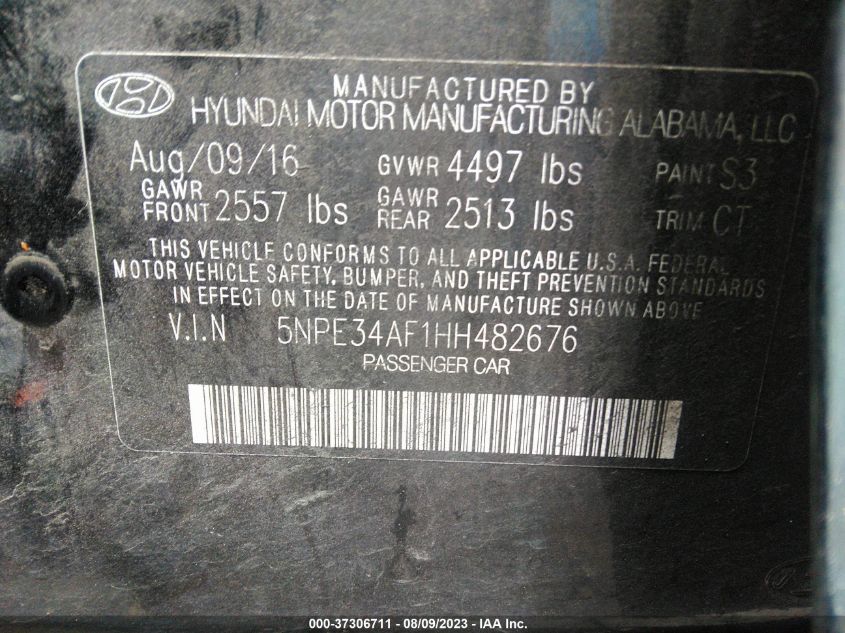 MANUFACTURED BY
HYUNDAI MOTOR MANUFACTURING ALABAMA, LLC
Aug/09/16 GVWR 4497 lbs PAINT S3
GAWR FRONT 2557 lbs GAWR REAR 2513 lbs TRIM CT
THIS VEHICLE CONFORMS TO ALL APPLICABLE U.S.A. FEDERAL
MOTOR VEHICLE SAFETY, BUMPER, AND THEFT PREVENTION STANDARDS
IN EFFECT ON THE DATE OF MANUFACTURE SHOWN ABOVE
V.I.N 5NPE34AF1HH482676
PASSENGER CAR
000-37306711 - 08/09/2023 - IAA Inc.